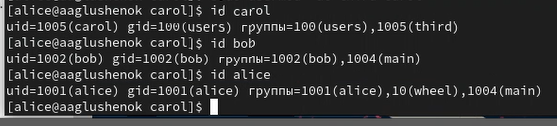 [alice@aaglushenok carol]$ id carol
uid=1005(carol) gid=100(users) группы=100(users),1005(third)
[alice@aaglushenok carol]$ id bob
uid=1002(bob) gid=1002(bob) группы=1002(bob),1004(main)
[alice@aaglushenok carol]$ id alice
uid=1001(alice) gid=1001(alice) группы=1001(alice),10(wheel),1004(main)
[alice@aaglushenok carol]$